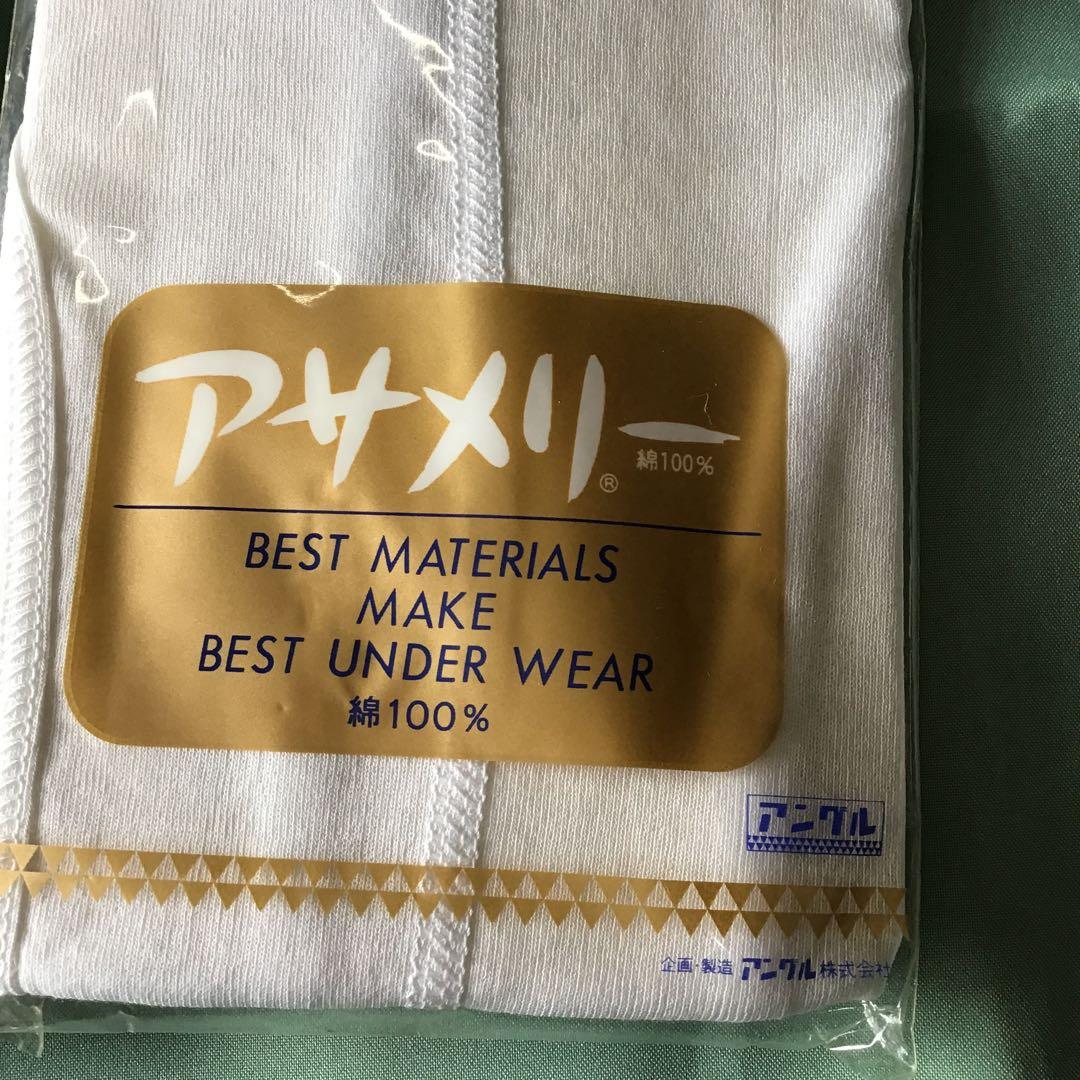 アサメリー
®
綿100%
BEST MATERIALS
MAKE
BEST UNDER WEAR
綿100%
アングル
企画・製造 アングル株式会社